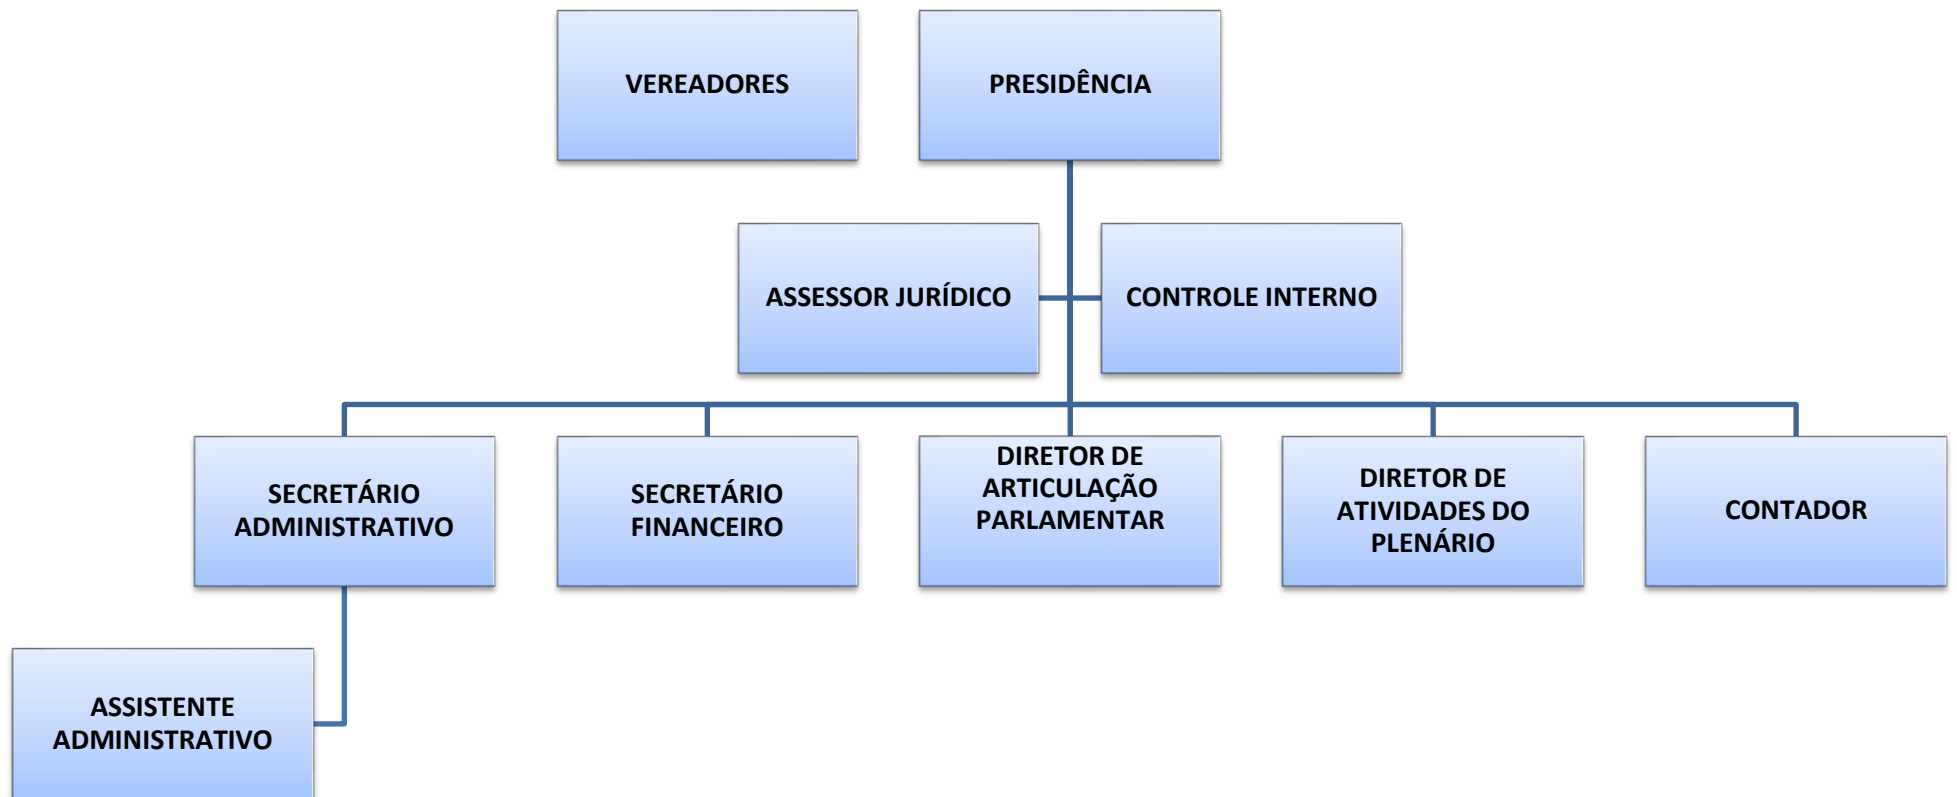 VEREADORES
PRESIDÊNCIA
ASSESSOR JURÍDICO
CONTROLE INTERNO
SECRETÁRIO
ADMINISTRATIVO
SECRETÁRIO
FINANCEIRO
DIRETOR DE
ARTICULAÇÃO
PARLAMENTAR
DIRETOR DE
ATIVIDADES DO
PLENÁRIO
CONTADOR
ASSISTENTE
ADMINISTRATIVO